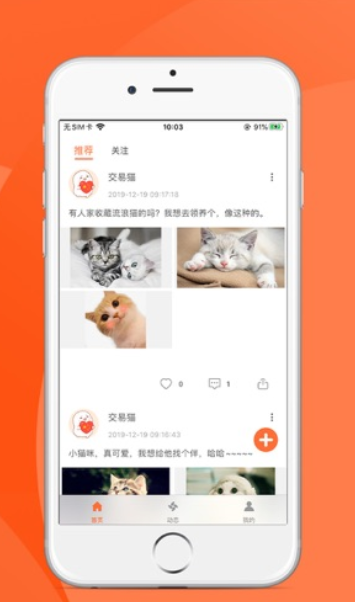 无SIM卡 16:03 91%
推荐 关注
交易猫
2019-12-19 09:17:18
有人家收藏流浪猫的吗？我想去领养个，像这种的。
0 1
交易猫
2019-12-19 09:16:43
小猫咪，真可爱，我想给他找个伴，哈哈~~~~~
首页 动态 我的